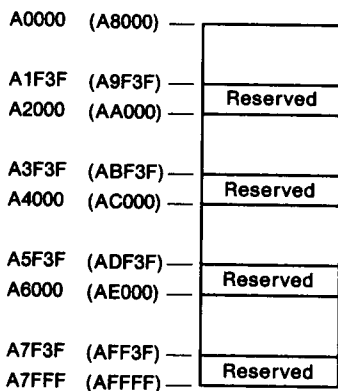 A0000 (A8000)
A1F3F (A9F3F)
Reserved
A2000 (AA000)
A3F3F (ABF3F)
Reserved
A4000 (AC000)
A5F3F (ADF3F)
Reserved
A6000 (AE000)
A7F3F (AFF3F)
Reserved
A7FFF (AFFFF)